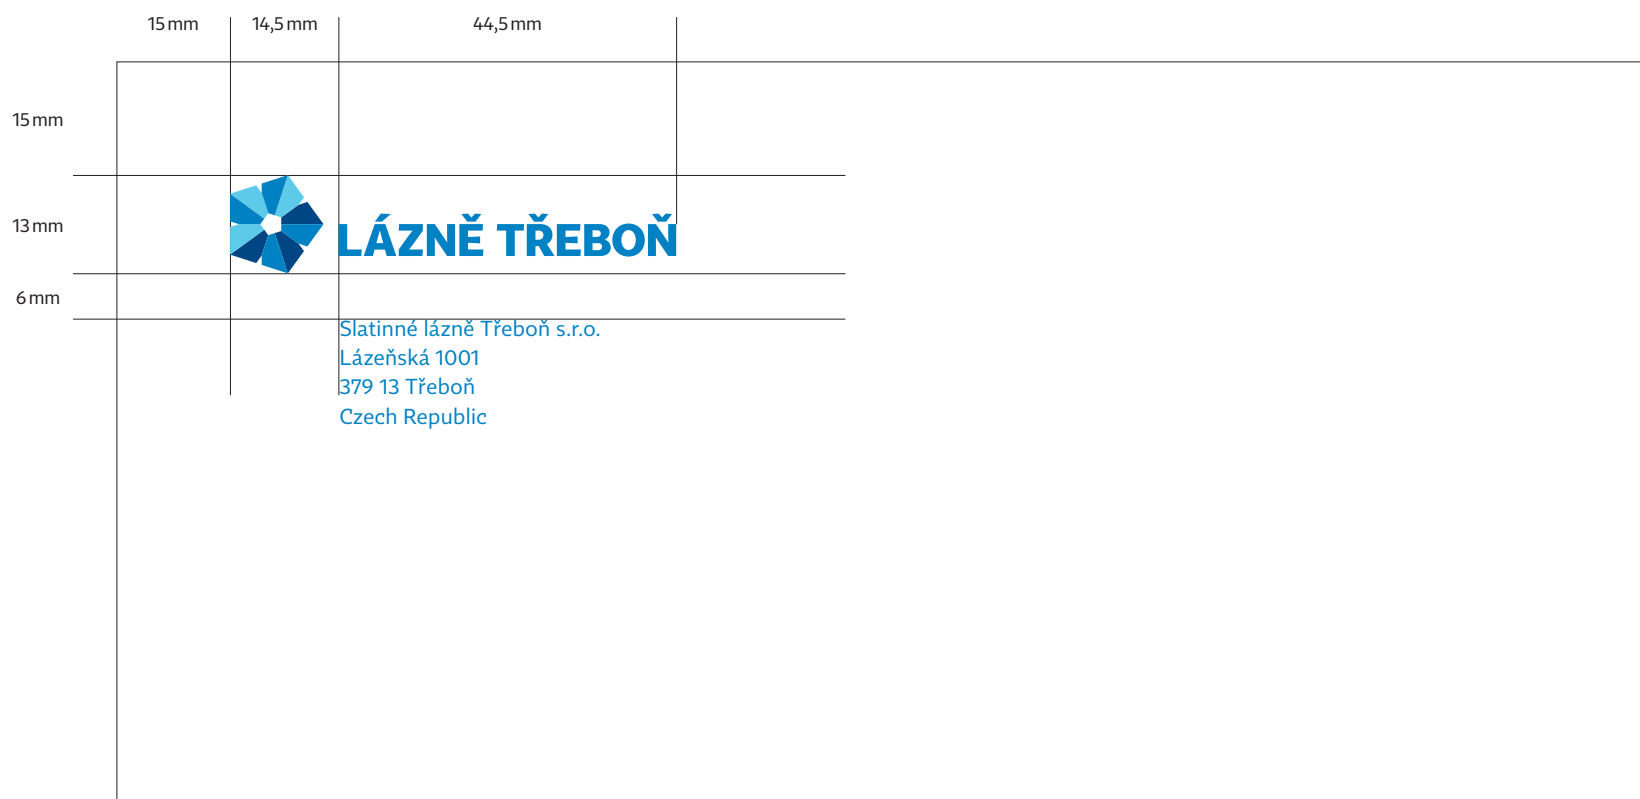 15 mm 14,5 mm 44,5 mm
15 mm
13 mm
LÁZNĚ TŘEBOŇ
6 mm
Slatinné lázně Třeboň s.r.o.
Lázeňská 1001
379 13 Třeboň
Czech Republic